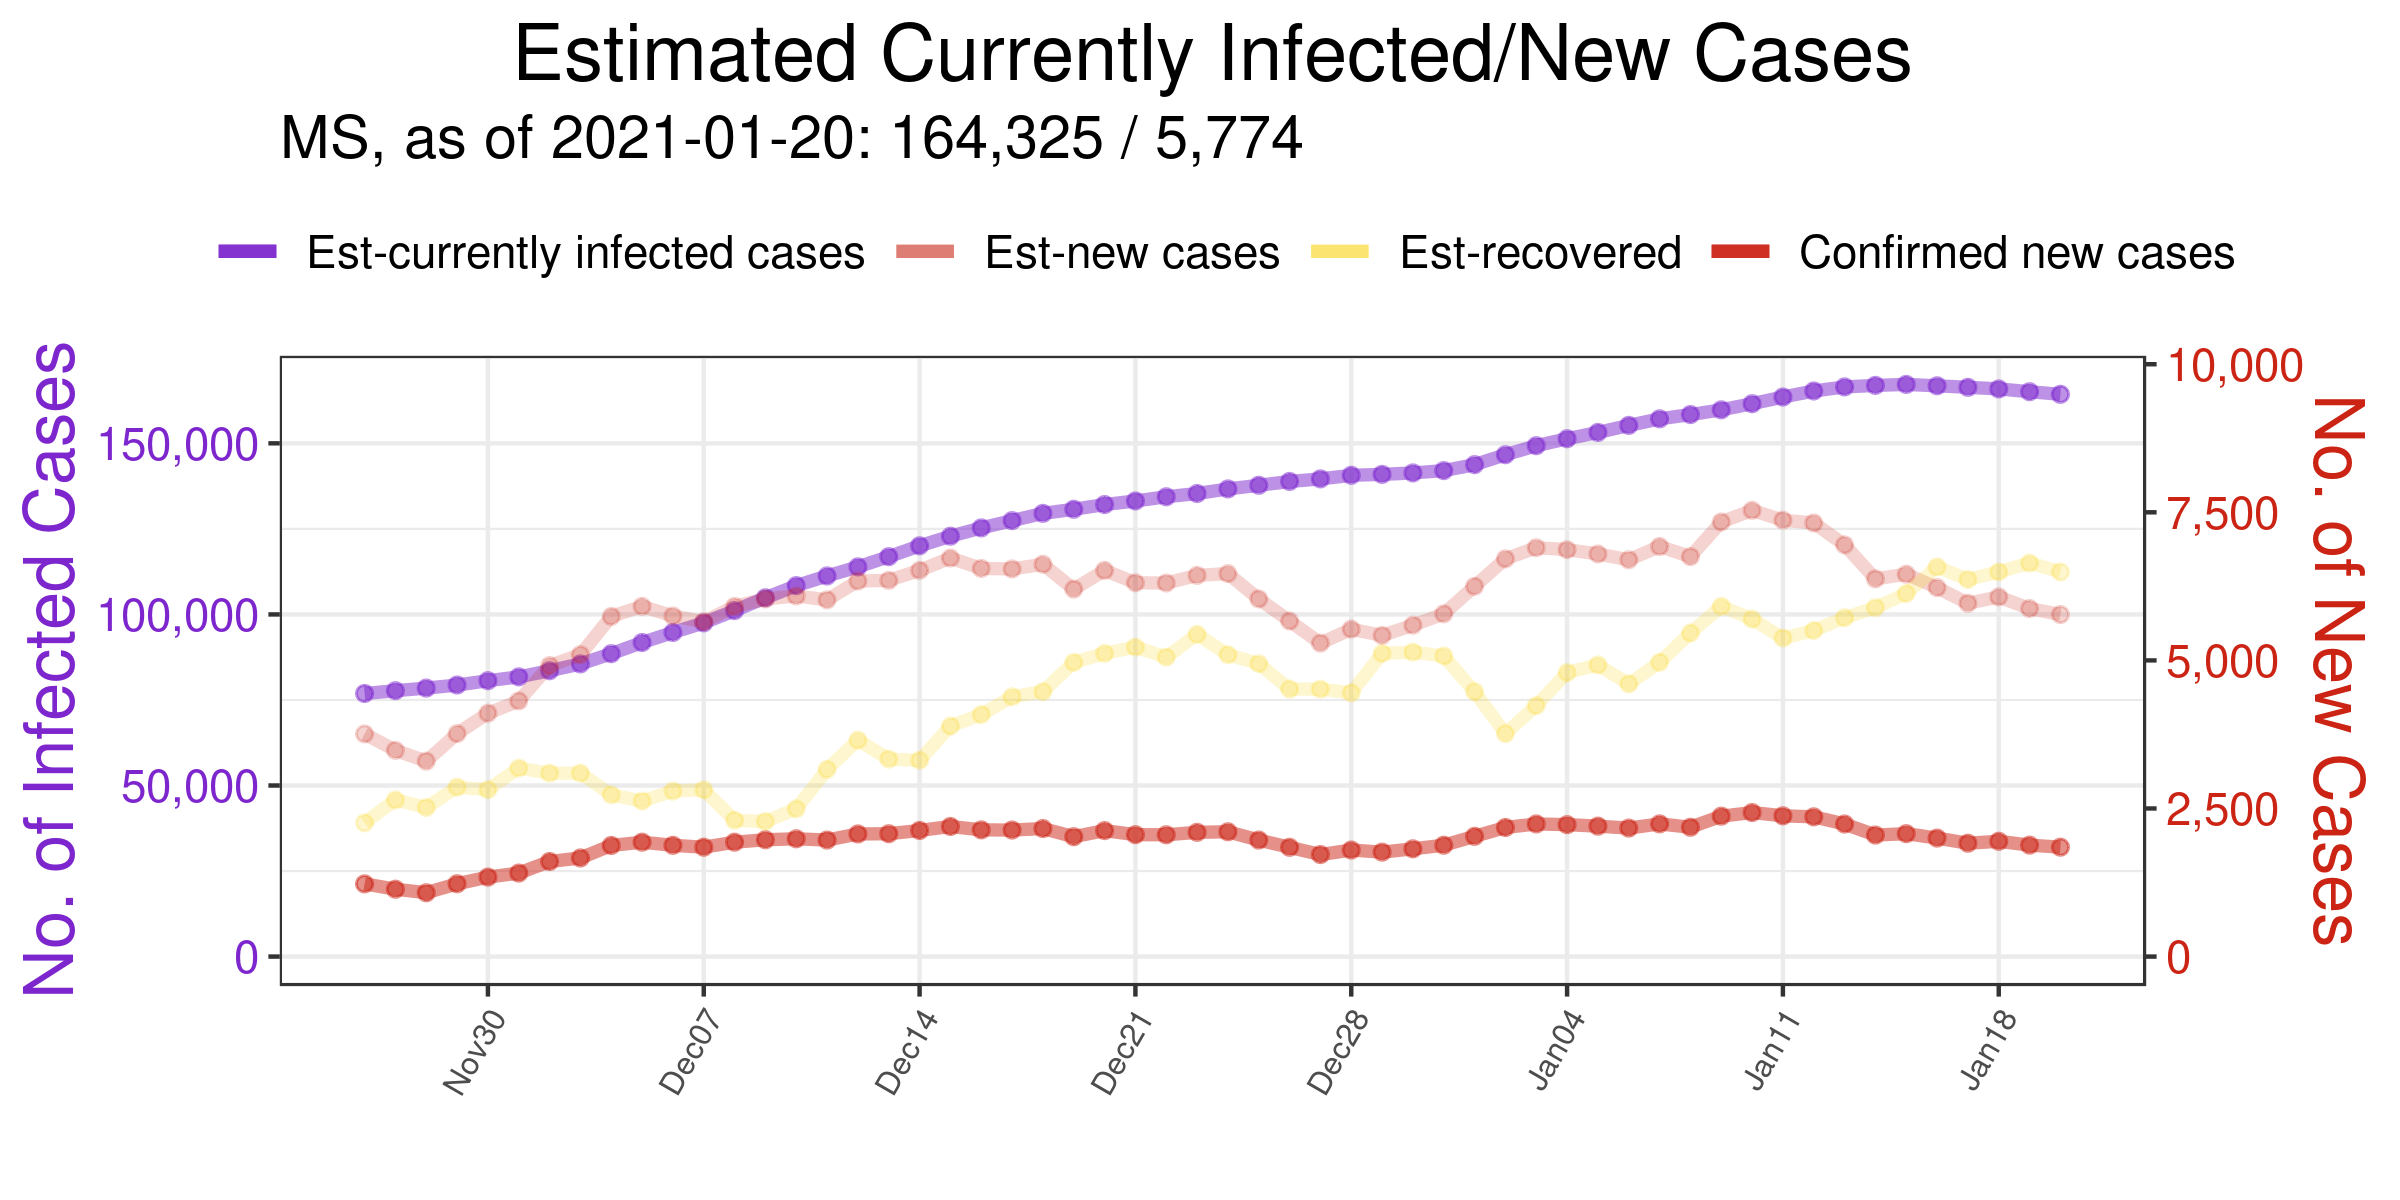 Estimated Currently Infected/New Cases
MS, as of 2021-01-20: 164,325 / 5,774
Est-currently infected cases Est-new cases Est-recovered Confirmed new cases
No. of Infected Cases
150,000
100,000
50,000
0
10,000
7,500
5,000
2,500
0
No. of New Cases
Nov30 Dec07 Dec14 Dec21 Dec28 Jan04 Jan11 Jan18